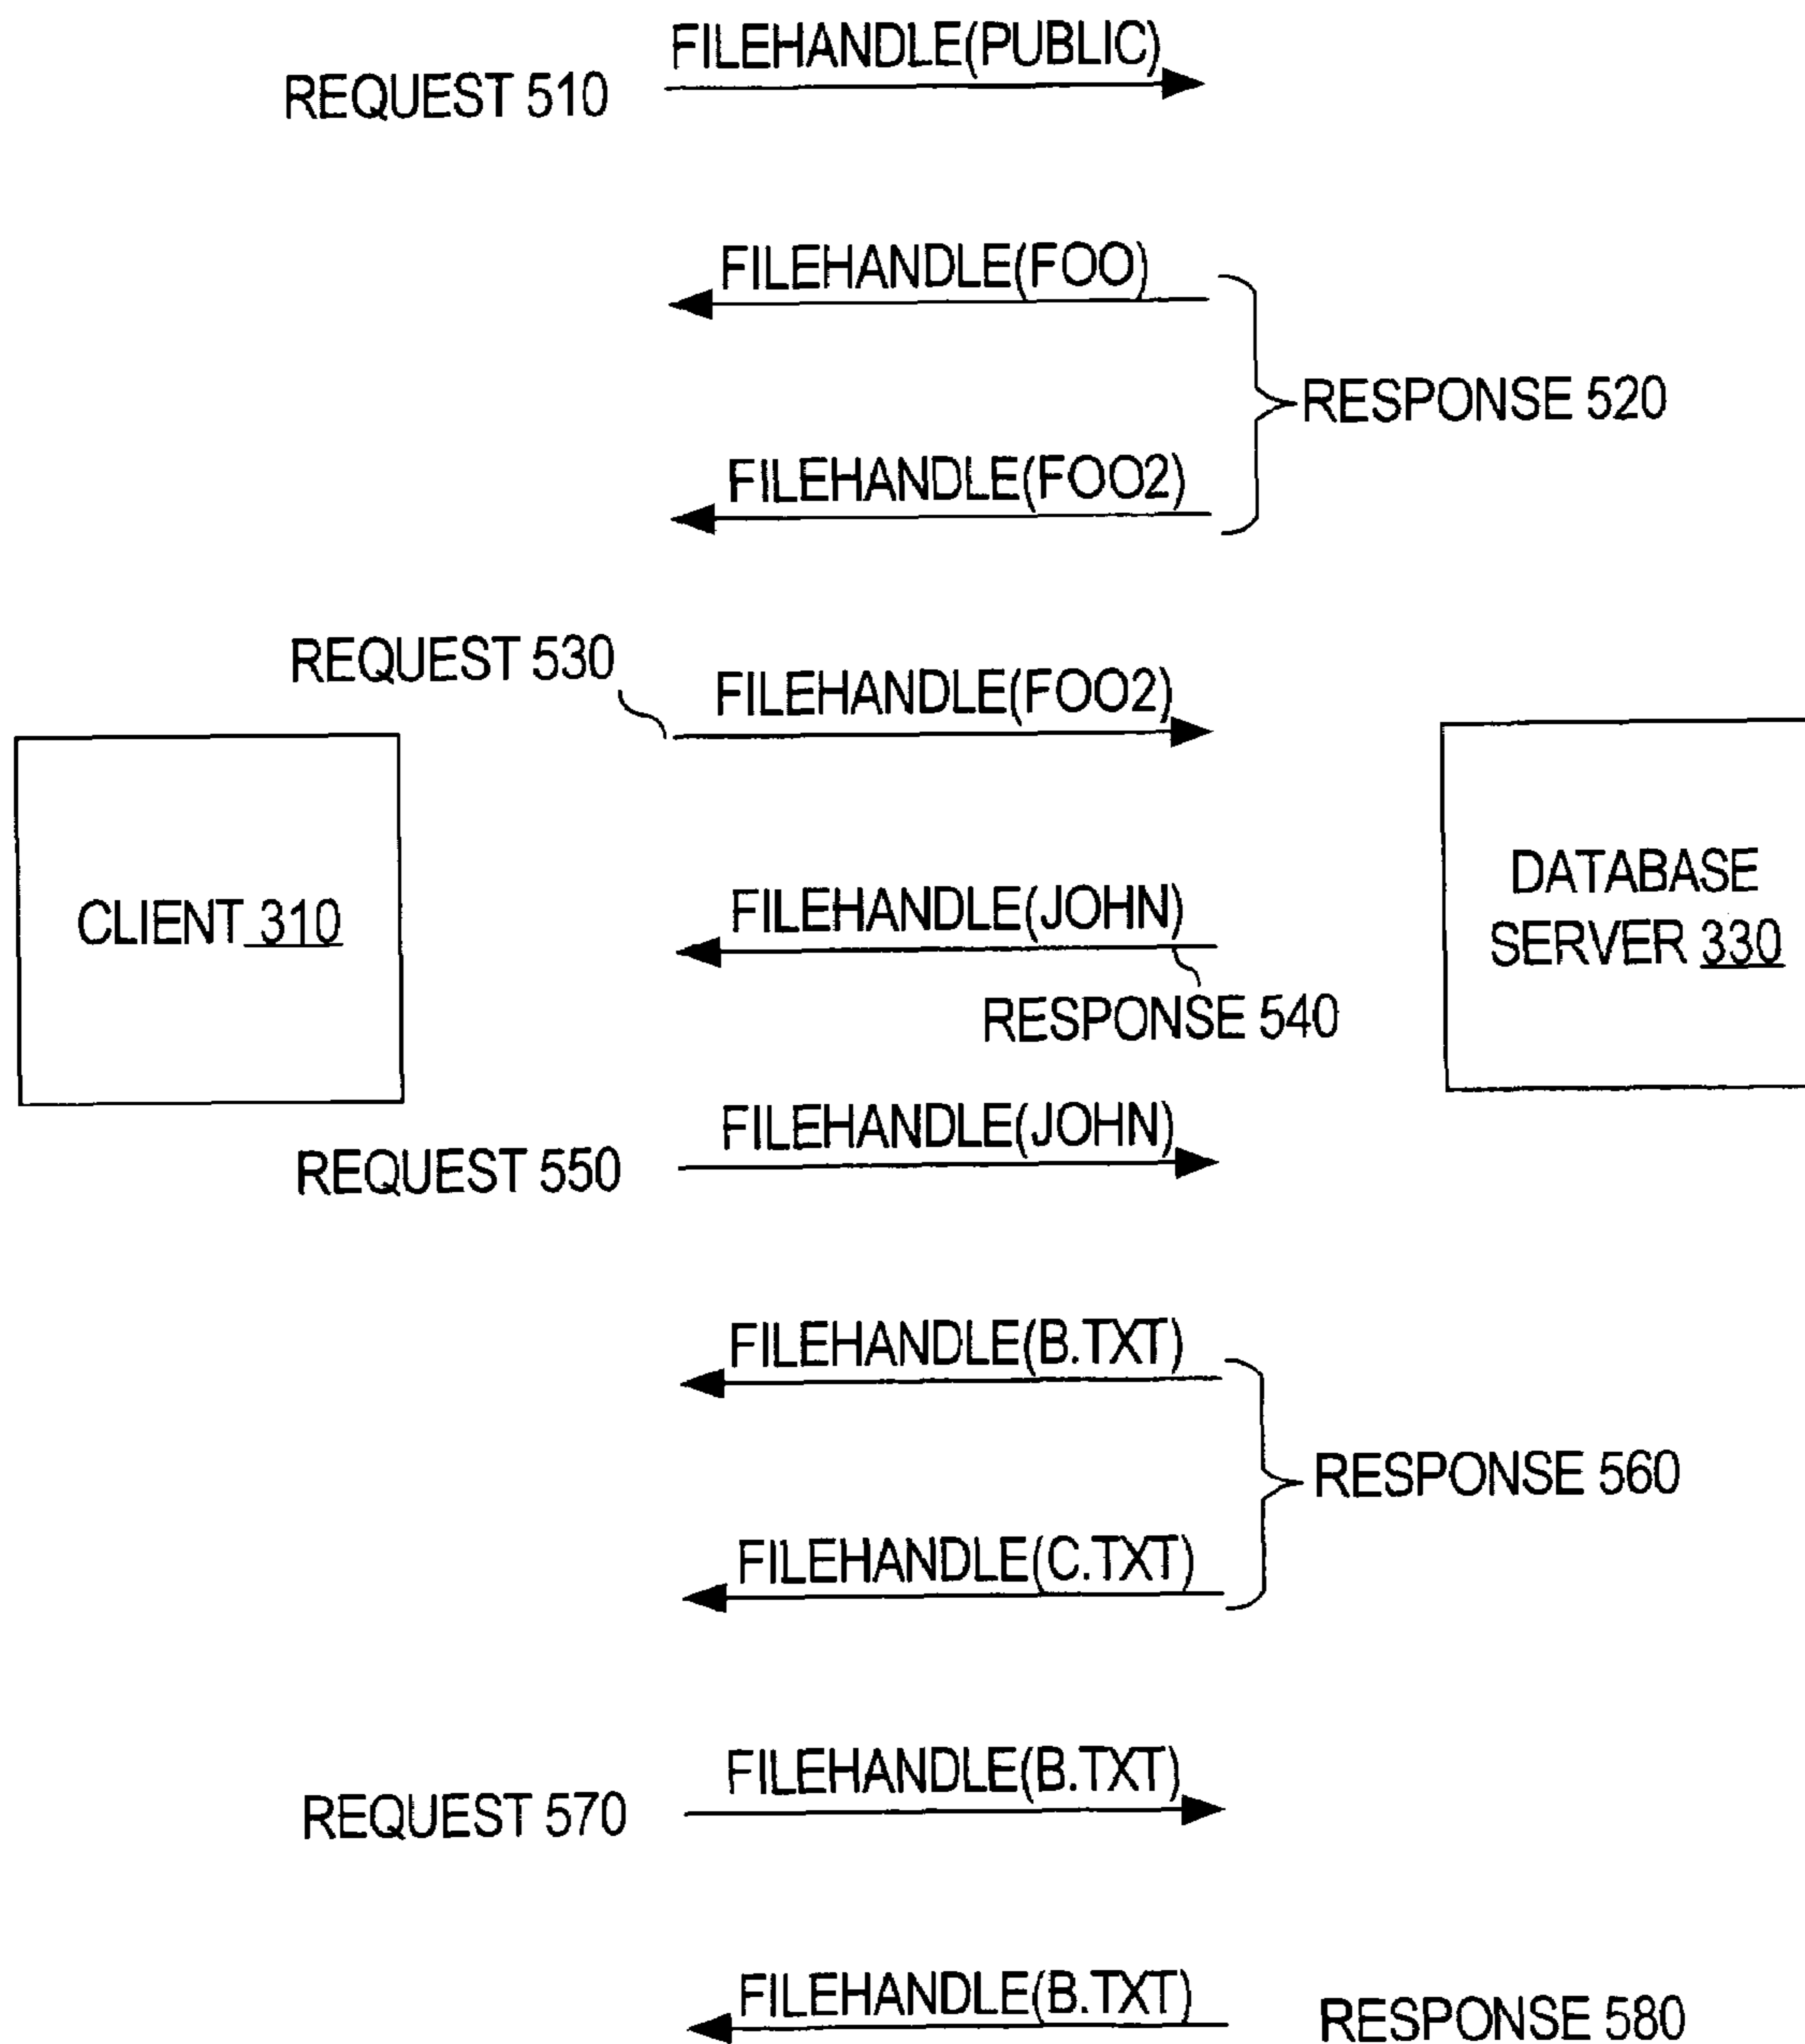 FILEHANDLE(PUBLIC)
REQUEST 510
FILEHANDLE(FOO)
RESPONSE 520
FILEHANDLE(FOO2)
REQUEST 530
FILEHANDLE(FOO2)
CLIENT 310
FILEHANDLE(JOHN)
DATABASE
SERVER 330
RESPONSE 540
FILEHANDLE(JOHN)
REQUEST 550
FILEHANDLE(B.TXT)
RESPONSE 560
FILEHANDLE(C.TXT)
FILEHANDLE(B.TXT)
REQUEST 570
FILEHANDLE(B.TXT)
RESPONSE 580